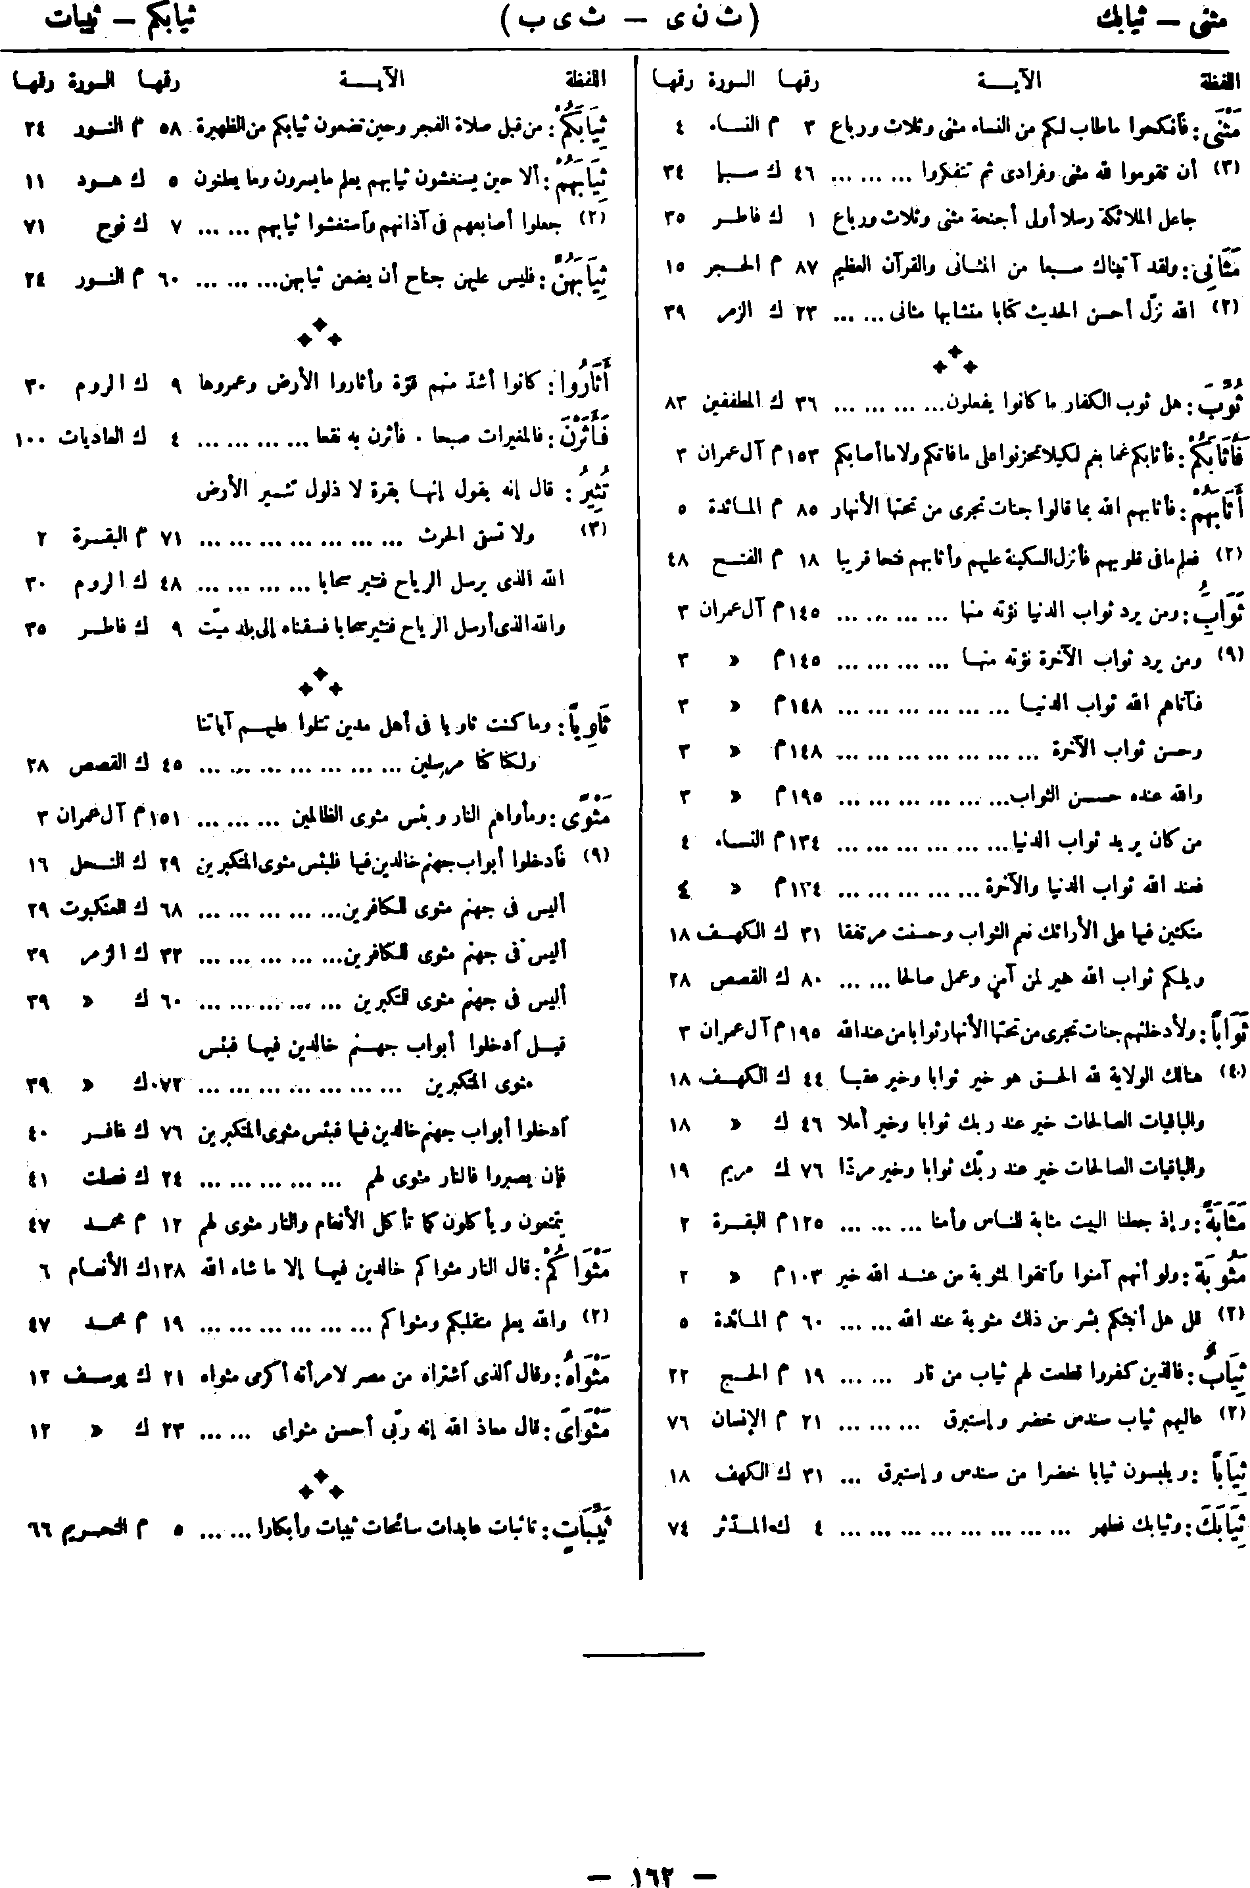 مثنى — ثيابك
(ث ن ى — ث ى ب)
ثيابكم — ثيبات
اللفظة الآيــة رقهـا السورة رقهـا
مَثْنَى: فأنكحوا ماطاب لكم من النساء مثنى وثلاث ورباع ٣ م النساء ٤
(٣) أن تقوموا لله مثنى وفرادى ثم تتفكروا ... ... ... ٤٦ ك سبإ ٣٤
جاعل الملائكة رسلا أولى أجنحة مثنى وثلاث ورباع ١ ك فاطر ٣٥
مَثَانِى: ولقد آتيناك سبعا من المثانى والقرآن العظيم ٨٧ م الحجر ١٥
(٢) الله نزّل أحسن الحديث كتابا متشابها مثانى ... ... ٢٣ ك الزمر ٣٩
ثُوِّبَ: هل ثوب الكفار ما كانوا يفعلون ... ... ... ... ٣٦ ك المطففين ٨٣
فَأَثَابَكُمْ: فأثابكم غما بغم لكيلا تحزنوا على ما فاتكم ولا ما أصابكم ١٥٣ م آل عمران ٣
أَثَابَهُمُ: فأثابهم الله بما قالوا جنات تجرى من تحتها الأنهار ٨٥ م المائدة ٥
(٢) فعلم ما فى قلوبهم فأنزل السكينة عليهم وأثابهم فتحا قريبا ١٨ م الفتح ٤٨
ثَوَابَُِ: ومن يرد ثواب الدنيا نؤته منها ... ... ... ... ١٤٥ م آل عمران ٣
(٩) ومن يرد ثواب الآخرة نؤته منها ... ... ... ... ١٤٥ م » ٣
فآتاهم الله ثواب الدنيا ... ... ... ... ... ... ١٤٨ م » ٣
وحسن ثواب الآخرة ... ... ... ... ... ... ... ١٤٨ م » ٣
والله عنده حسن الثواب ... ... ... ... ... ... ١٩٥ م » ٣
من كان يريد ثواب الدنيا ... ... ... ... ... ... ١٣٤ م النساء ٤
فعند الله ثواب الدنيا والآخرة ... ... ... ... ... ١٣٤ م » ٤
متكئين فيها على الأرائك نعم الثواب وحسنت مرتفقا ٣١ ك الكهف ١٨
ويلكم ثواب الله خير لمن آمن وعمل صالحا ... ... ٨٠ ك القصص ٢٨
ثَوَابًا: ولأدخلنهم جنات تجرى من تحتها الأنهار ثوابا من عند الله ١٩٥ م آل عمران ٣
(٤) هنالك الولاية لله الحق هو خير ثوابا وخير عقبا ٤٤ ك الكهف ١٨
والباقيات الصالحات خير عند ربك ثوابا وخير أملا ٤٦ ك » ١٨
والباقيات الصالحات خير عند ربّك ثوابا وخير مردّا ٧٦ ك مريم ١٩
مَثَابَةً: وإذ جعلنا البيت مثابة للناس وأمنا ... ... ... ١٢٥ م البقرة ٢
مَثُوبَة: ولو أنهم آمنوا وآتقوا لمثوبة من عند الله خير ١٠٣ م » ٢
(٢) قل هل أنبئكم بشر من ذلك مثوبة عند الله ... ... ٦٠ م المائدة ٥
ثِيَابٌ: فالذين كفروا قطعت لهم ثياب من نار ... ... ١٩ م الحج ٢٢
(٢) عاليهم ثياب سندس خضر وإستبرق ... ... ... ٢١ م الإنسان ٧٦
ثِيَابًا: ويلبسون ثيابا خضرا من سندس وإستبرق ... ٣١ ك الكهف ١٨
ثِيَابَكَ: وثيابك فطهر ... ... ... ... ... ... ... ... ٤ ك المدّثر ٧٤
اللفظة الآيــة رقهـا السورة رقهـا
ثِيَابَكُمْ: من قبل صلاة الفجر وحين تضعون ثيابكم من الظهيرة ٥٨ م النور ٢٤
ثِيَابَهُمْ: ألا حين يستغشون ثيابهم يعلم ما يسرون وما يعلنون ٥ ك هود ١١
(٢) جعلوا أصابعهم فى آذانهم وآستغشوا ثيابهم ... ... ٧ ك نوح ٧١
ثِيَابَهُنَّ: فليس عليهن جناح أن يضعن ثيابهن ... ... ... ٦٠ م النور ٢٤
أَثَارُوا: كانوا أشدّ منهم قوّة وأثاروا الأرض وعمروها ٩ ك الروم ٣٠
فَأَثَرْنَ: فالمغيرات صبحا ٠ فأثرن به نقعا ... ... ... ... ٤ ك العاديات ١٠٠
تُثِيرُ: قال إنه يقول إنها بقرة لا ذلول تثير الأرض
(٣) ولا تسقى الحرث ... ... ... ... ... ... ... ٧١ م البقرة ٢
الله الذى يرسل الرياح فتثير سحابا ... ... ... ... ٤٨ ك الروم ٣٠
والله الذى أرسل الرياح فتثير سحابا فسقناه إلى بلد ميّت ٩ ك فاطر ٣٥
ثَاوِيًا: وما كنت ثاويا فى أهل مدين تتلوا عليهم آياتنا
ولكنا كنا مرسلين ... ... ... ... ... ... ... ٤٥ ك القصص ٢٨
مَثْوًى: ومأواهم النار وبئس مثوى الظالمين ... ... ... ١٥١ م آل عمران ٣
(٩) فآدخلوا أبواب جهنم خالدين فيها فلبئس مثوى المتكبرين ٢٩ ك النحل ١٦
أليس فى جهنم مثوى للكافرين ... ... ... ... ... ٦٨ ك العنكبوت ٢٩
أليس فى جهنم مثوى للكافرين ... ... ... ... ... ٣٢ ك الزمر ٣٩
أليس فى جهنم مثوى للمتكبرين ... ... ... ... ... ٦٠ ك » ٣٩
قيل آدخلوا أبواب جهنم خالدين فيها فبئس
مثوى المتكبرين ... ... ... ... ... ... ... ٧٢ ك » ٣٩
آدخلوا أبواب جهنم خالدين فيها فبئس مثوى المتكبرين ٧٦ ك غافر ٤٠
فإن يصبروا فالنار مثوى لهم ... ... ... ... ... ٢٤ ك فصلت ٤١
يتمتعون ويأكلون كما تأكل الأنعام والنار مثوى لهم ١٢ م محمد ٤٧
مَثْوَاكُمْ: قال النار مثواكم خالدين فيها إلا ما شاء الله ١٢٨ ك الأنعام ٦
(٢) والله يعلم متقلبكم ومثواكم ... ... ... ... ... ... ١٩ م محمد ٤٧
مَثْوَاهُ: وقال الذى آشتراه من مصر لامرأته أكرمى مثواه ٢١ ك يوسف ١٢
مَثْوَاىَ: قال معاذ الله إنه ربّى أحسن مثواى ... ... ٢٣ ك » ١٢
ثَيِّبَاتٍ: تائبات عابدات سائحات ثيبات وأبكارا ... ... ٥ م التحريم ٦٦
— ١٦٢ —